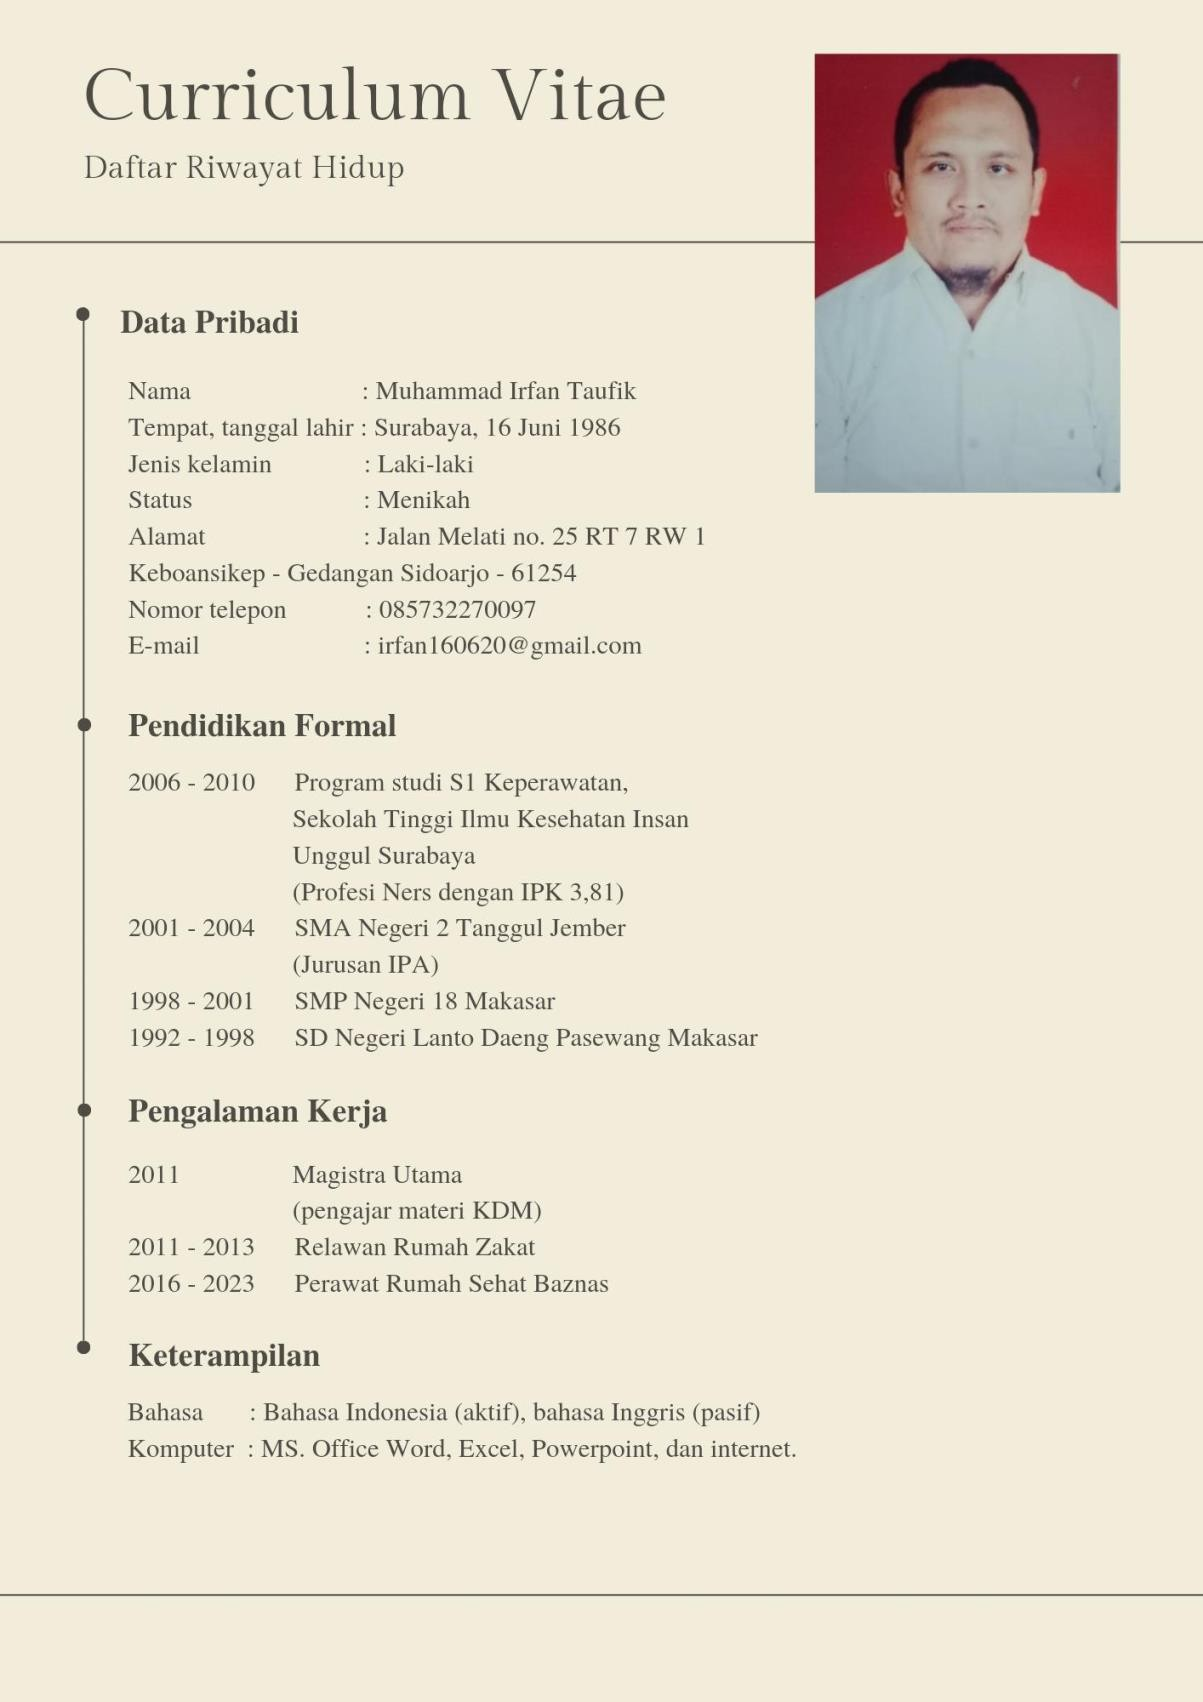 Curriculum Vitae
Daftar Riwayat Hidup
Data Pribadi
Nama : Muhammad Irfan Taufik
Tempat, tanggal lahir : Surabaya, 16 Juni 1986
Jenis kelamin : Laki-laki
Status : Menikah
Alamat : Jalan Melati no. 25 RT 7 RW 1
Keboansikep - Gedangan Sidoarjo - 61254
Nomor telepon : 085732270097
E-mail : irfan160620@gmail.com
Pendidikan Formal
2006 - 2010 Program studi S1 Keperawatan,
Sekolah Tinggi Ilmu Kesehatan Insan
Unggul Surabaya
(Profesi Ners dengan IPK 3,81)
2001 - 2004 SMA Negeri 2 Tanggul Jember
(Jurusan IPA)
1998 - 2001 SMP Negeri 18 Makasar
1992 - 1998 SD Negeri Lanto Daeng Pasewang Makasar
Pengalaman Kerja
2011 Magistra Utama
(pengajar materi KDM)
2011 - 2013 Relawan Rumah Zakat
2016 - 2023 Perawat Rumah Sehat Baznas
Keterampilan
Bahasa : Bahasa Indonesia (aktif), bahasa Inggris (pasif)
Komputer : MS. Office Word, Excel, Powerpoint, dan internet.